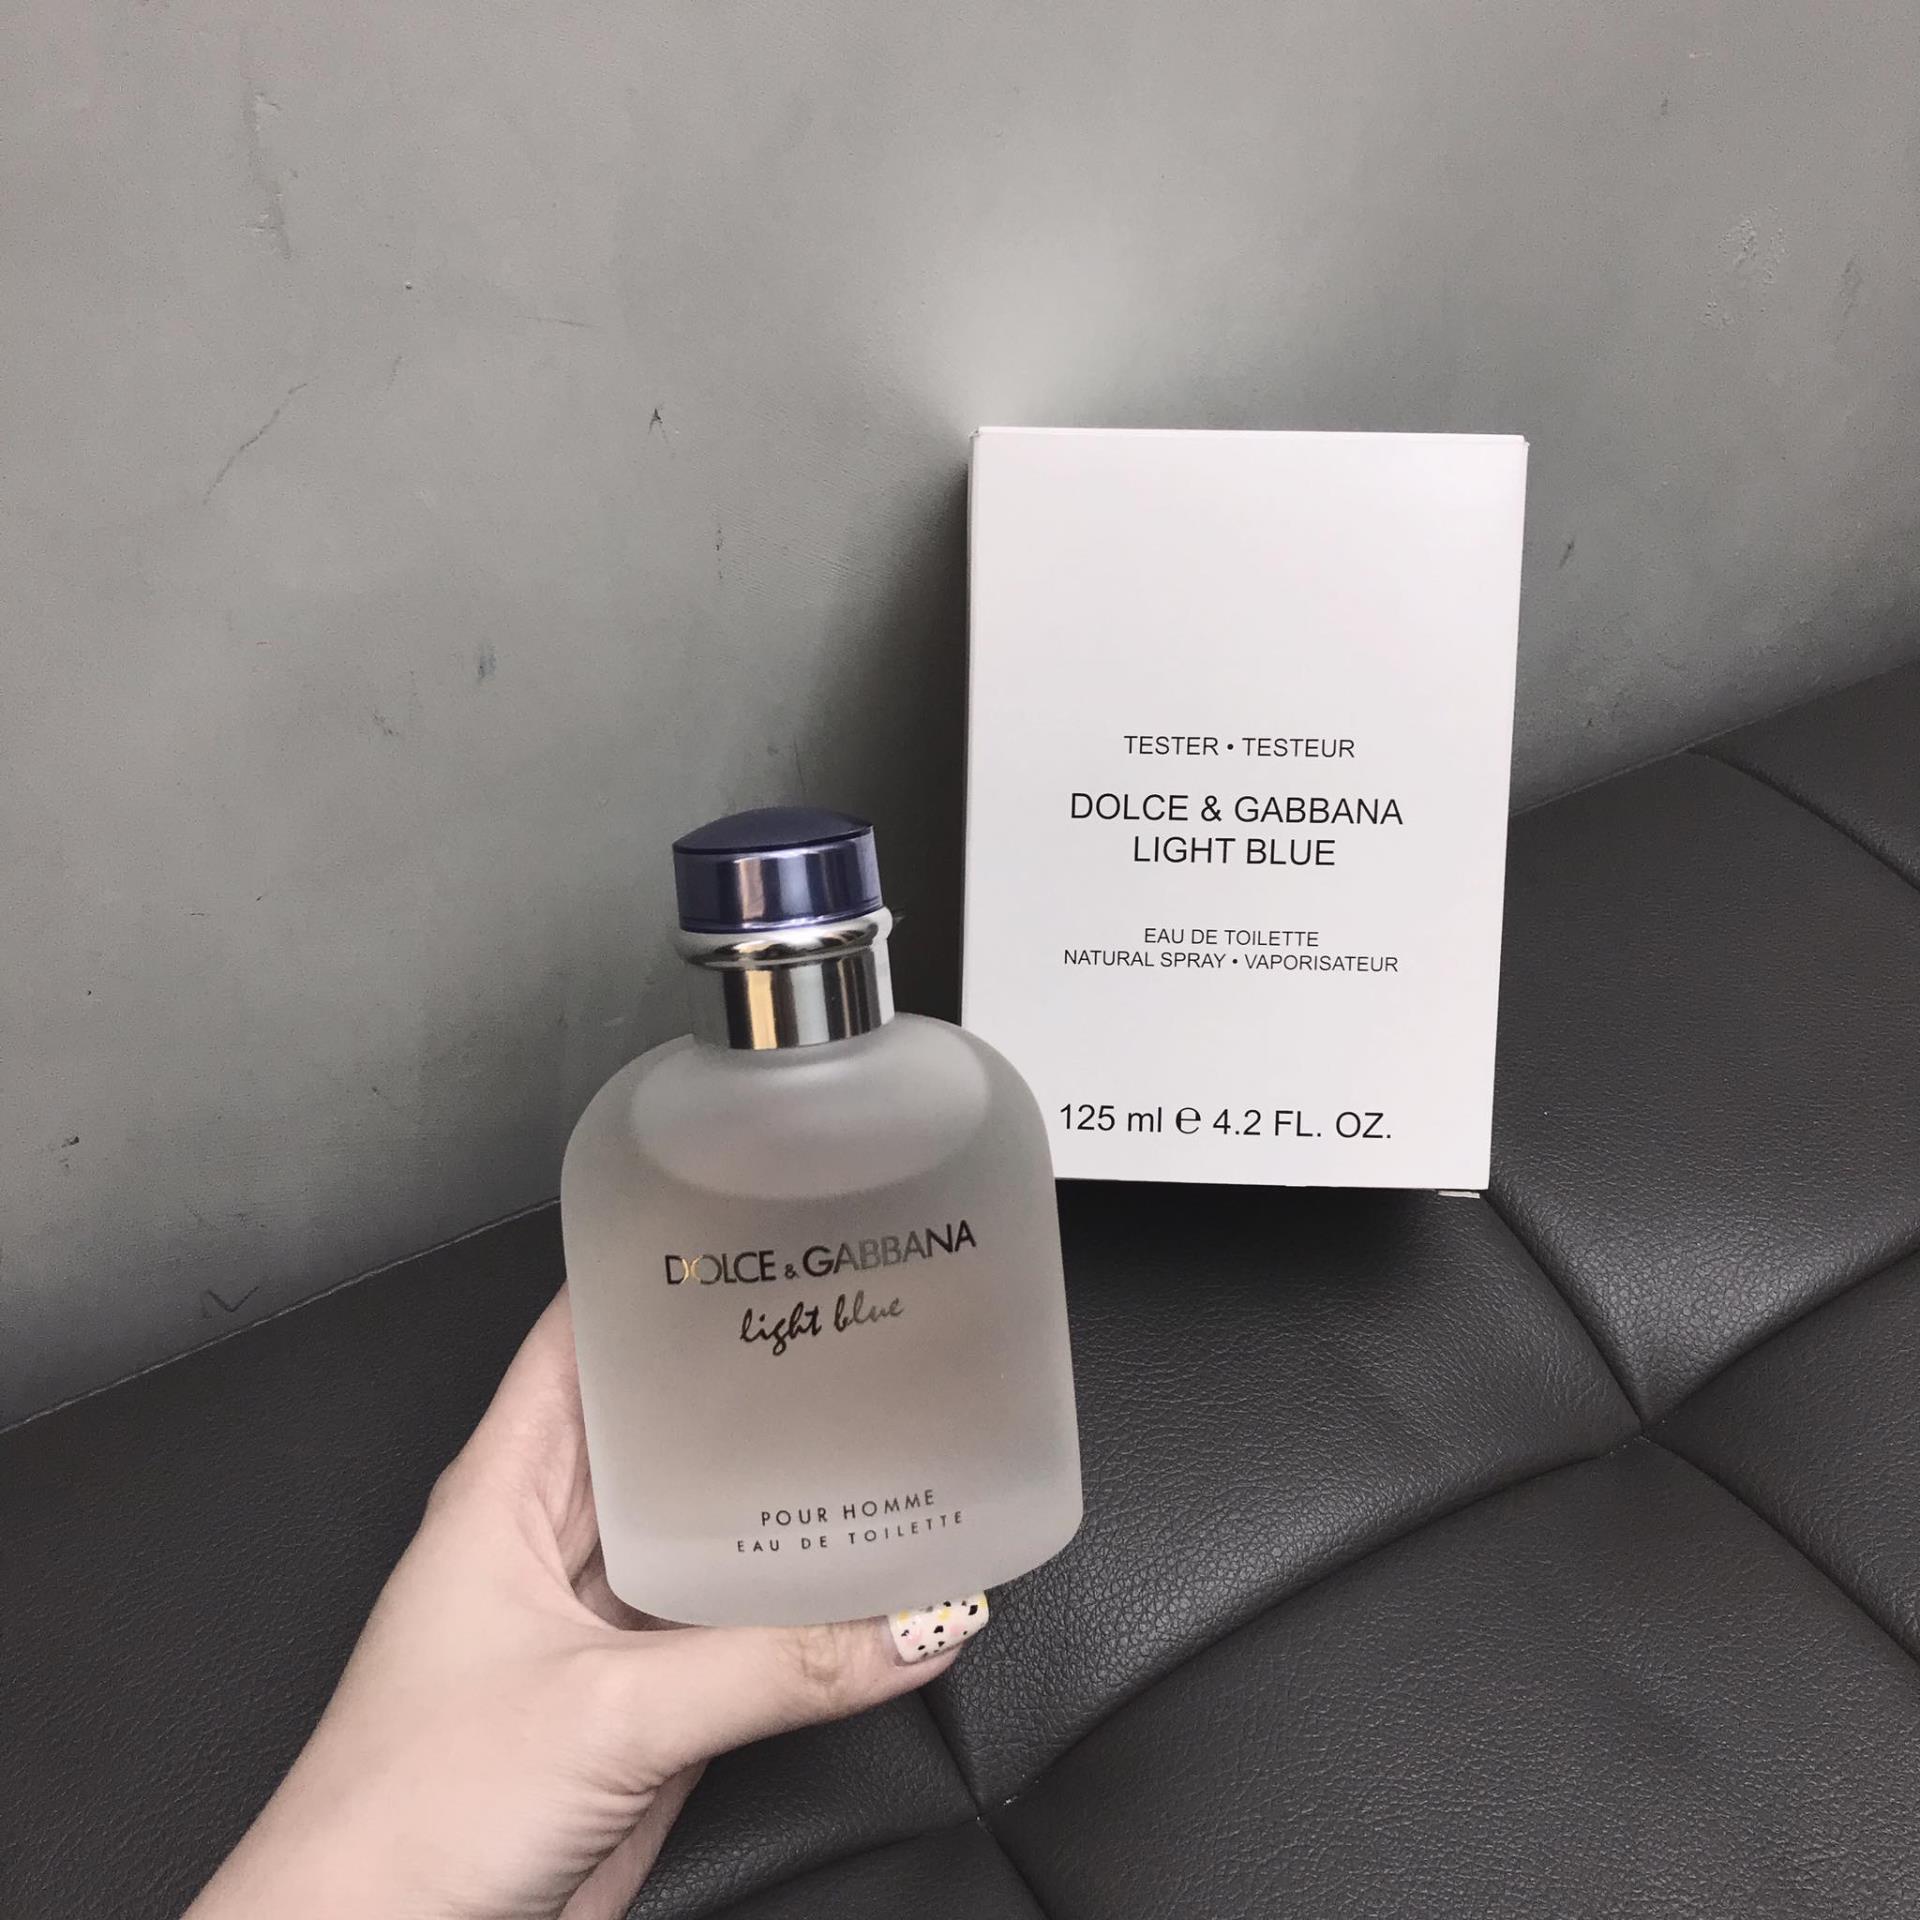 TESTER • TESTEUR
DOLCE & GABBANA
LIGHT BLUE
EAU DE TOILETTE
NATURAL SPRAY • VAPORISATEUR
125 ml ℮ 4.2 FL. OZ.
DOLCE & GABBANA
light blue
POUR HOMME
EAU DE TOILETTE